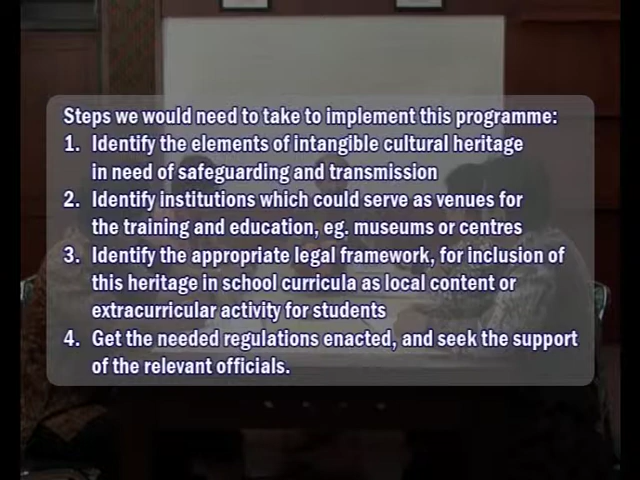 Steps we would need to take to implement this programme:
1. Identify the elements of intangible cultural heritage
in need of safeguarding and transmission
2. Identify institutions which could serve as venues for
the training and education, eg. museums or centres
3. Identify the appropriate legal framework, for inclusion of
this heritage in school curricula as local content or
extracurricular activity for students
4. Get the needed regulations enacted, and seek the support
of the relevant officials.